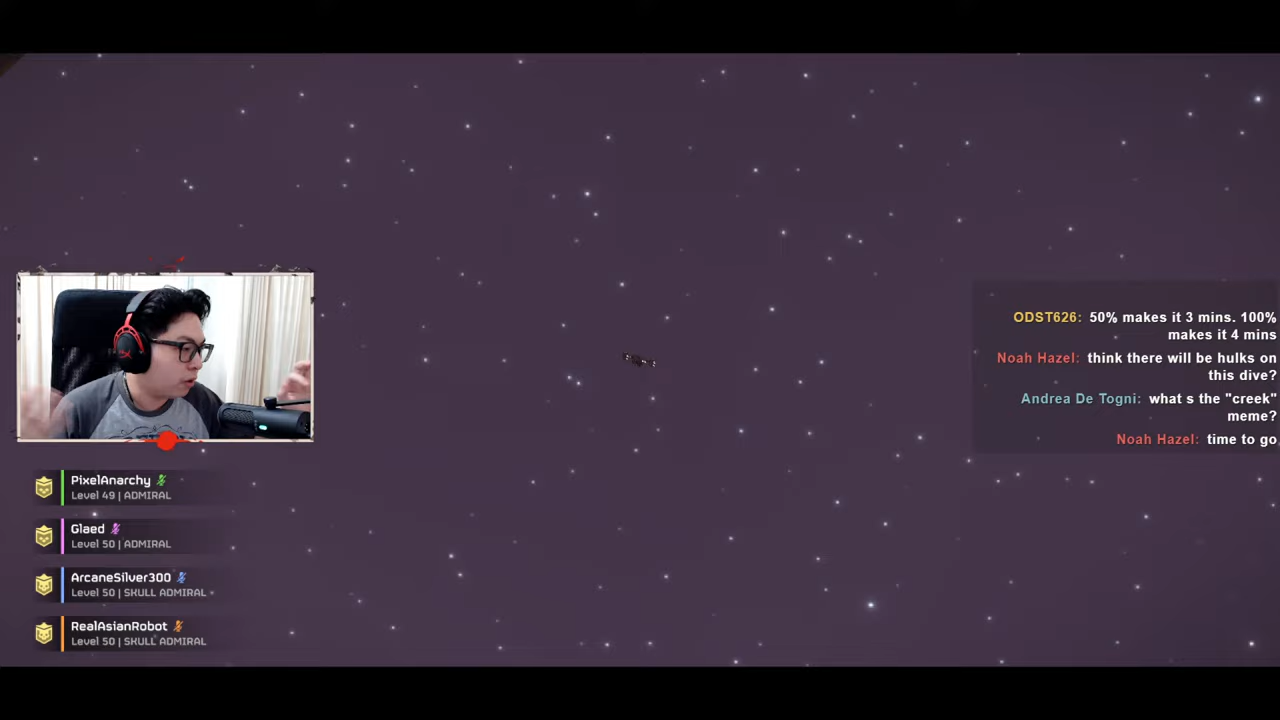 ODST626: 50% makes it 3 mins. 100%
makes it 4 mins
Noah Hazel: think there will be hulks on
this dive?
Andrea De Togni: what s the "creek"
meme?
Noah Hazel: time to go
PixelAnarchy
Level 49 | ADMIRAL
Glaed
Level 50 | ADMIRAL
ArcaneSilver300
Level 50 | SKULL ADMIRAL
RealAsianRobot
Level 50 | SKULL ADMIRAL